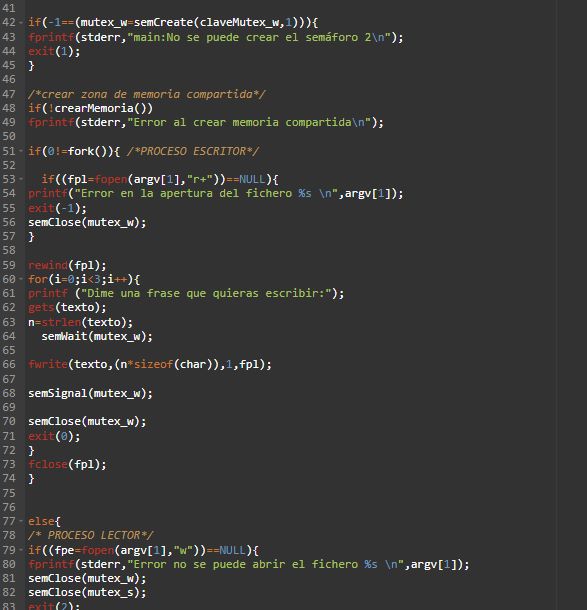 41
42 if(-1==(mutex_w=semCreate(claveMutex_w,1))){
43 fprintf(stderr,"main:No se puede crear el semáforo 2\n");
44 exit(1);
45 }
46
47 /*crear zona de memoria compartida*/
48 if(!crearMemoria())
49 fprintf(stderr,"Error al crear memoria compartida\n");
50
51 if(0!=fork()){ /*PROCESO ESCRITOR*/
52
53 if((fpl=fopen(argv[1],"r+"))==NULL){
54 printf("Error en la apertura del fichero %s \n",argv[1]);
55 exit(-1);
56 semClose(mutex_w);
57 }
58
59 rewind(fpl);
60 for(i=0;i<3;i++){
61 printf ("Dime una frase que quieras escribir:");
62 gets(texto);
63 n=strlen(texto);
64 semWait(mutex_w);
65
66 fwrite(texto,(n*sizeof(char)),1,fpl);
67
68 semSignal(mutex_w);
69
70 semClose(mutex_w);
71 exit(0);
72 }
73 fclose(fpl);
74 }
75
76
77 else{
78 /* PROCESO LECTOR*/
79 if((fpe=fopen(argv[1],"w"))==NULL){
80 fprintf(stderr,"Error no se puede abrir el fichero %s \n",argv[1]);
81 semClose(mutex_w);
82 semClose(mutex_s);
83 exit(2);